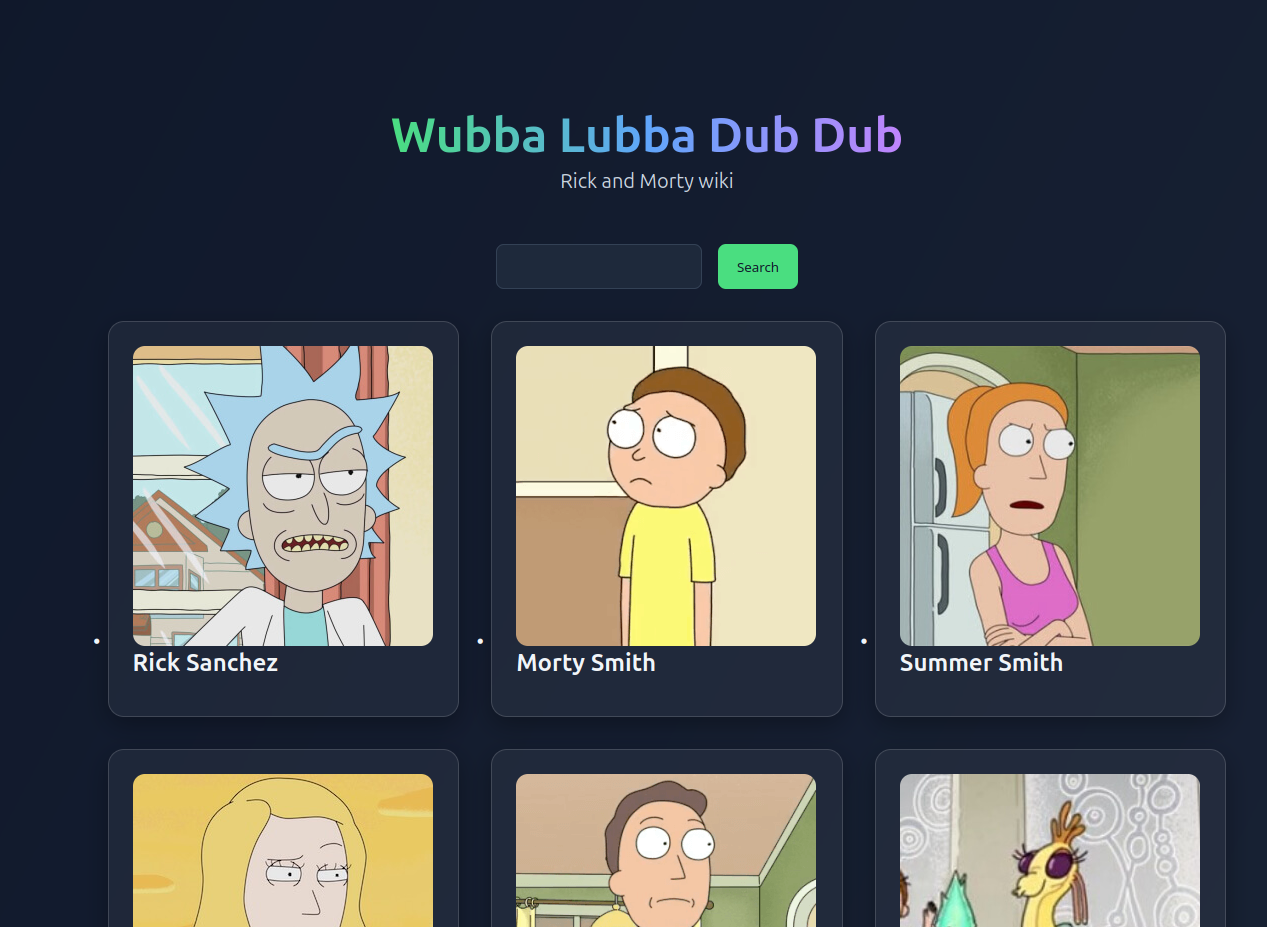 Wubba Lubba Dub Dub
Rick and Morty wiki
Search
Rick Sanchez
Morty Smith
Summer Smith